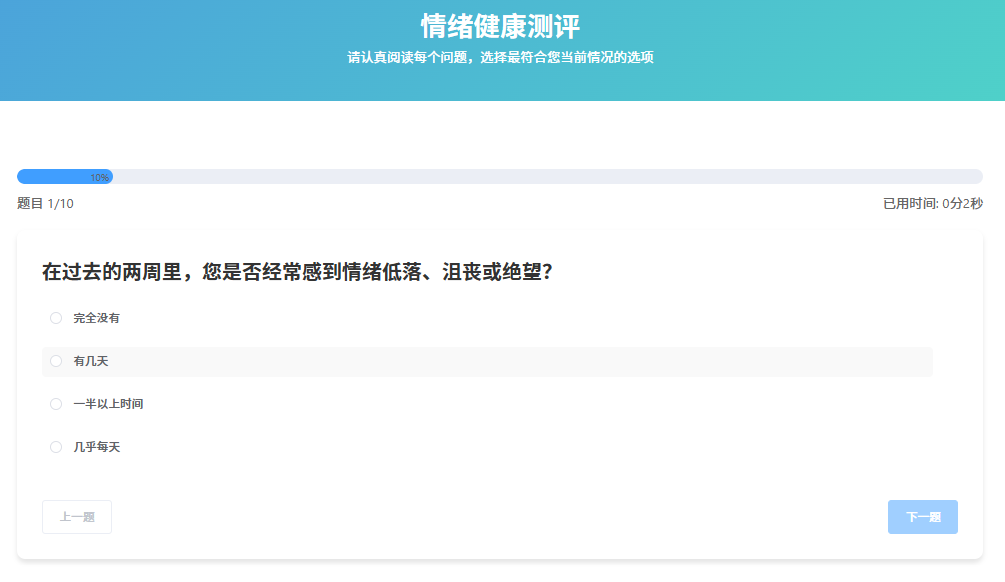 情绪健康测评
请认真阅读每个问题，选择最符合您当前情况的选项
10%
题目 1/10
已用时间: 0分2秒
在过去的两周里，您是否经常感到情绪低落、沮丧或绝望？
完全没有
有几天
一半以上时间
几乎每天
上一题
下一题